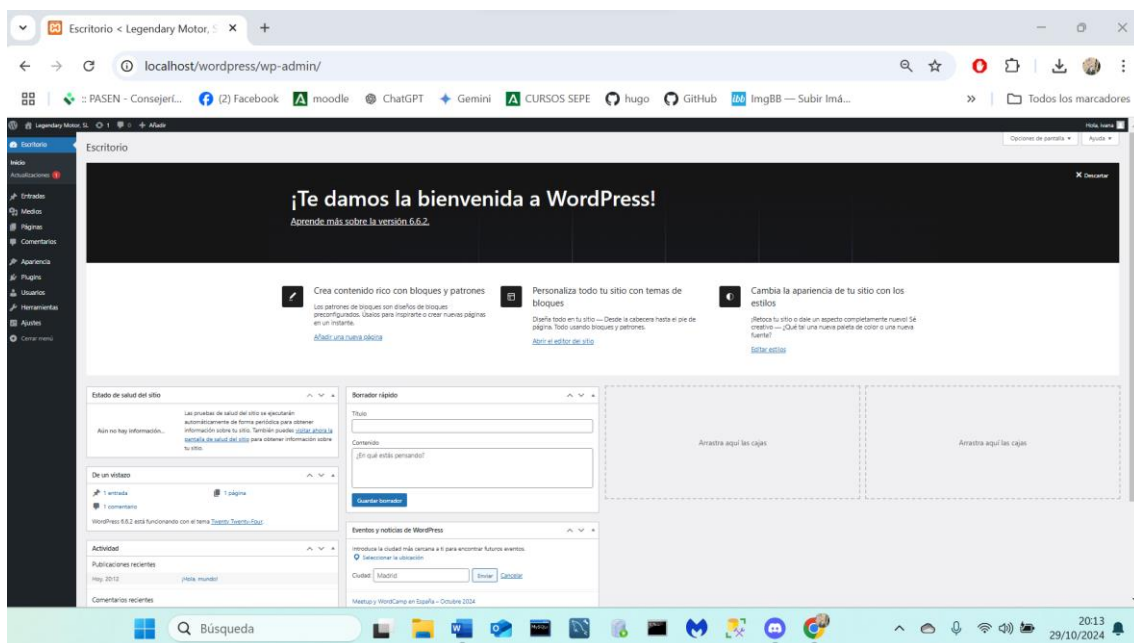 Escritorio < Legendary Motor, S
localhost/wordpress/wp-admin/
:: PASEN - Consejerí...
(2) Facebook
moodle
ChatGPT
Gemini
CURSOS SEPE
hugo
GitHub
ImgBB — Subir Imá...
Todos los marcadores
Legendary Motor, SL
1
0
Añadir
Hola, Ivana
Escritorio
Inicio
Actualizaciones 1
Entradas
Medios
Páginas
Comentarios
Apariencia
Plugins
Usuarios
Herramientas
Ajustes
Cerrar menú
Escritorio
Opciones de pantalla
Ayuda
Descartar
¡Te damos la bienvenida a WordPress!
Aprende más sobre la versión 6.6.2.
Crea contenido rico con bloques y patrones
Los patrones de bloques son diseños de bloques
preconfigurados. Úsalos para inspirarte o crear nuevas páginas
en un instante.
Añadir una nueva página
Personaliza todo tu sitio con temas de
bloques
Diseña todo en tu sitio — Desde la cabecera hasta el pie de
página. Todo usando bloques y patrones.
Abrir el editor del sitio
Cambia la apariencia de tu sitio con los
estilos
¡Retoca tu sitio o dale un aspecto completamente nuevo! Sé
creativo — ¿Qué tal una nueva paleta de color o una nueva
fuente?
Editar estilos
Estado de salud del sitio
Aún no hay información...
Las pruebas de salud del sitio se ejecutarán
automáticamente de forma periódica para obtener
información sobre tu sitio. También puedes visitar ahora la
pantalla de salud del sitio para obtener información sobre
tu sitio.
De un vistazo
1 entrada
1 página
1 comentario
WordPress 6.6.2 está funcionando con el tema Twenty Twenty-Four.
Actividad
Publicaciones recientes
Hoy, 20:12
¡Hola, mundo!
Comentarios recientes
Borrador rápido
Título
Contenido
¿En qué estás pensando?
Guardar borrador
Eventos y noticias de WordPress
Introduce la ciudad más cercana a ti para encontrar futuros eventos.
Seleccionar la ubicación
Ciudad:
Madrid
Enviar
Cancelar
Meetup y WordCamp en España – Octubre 2024
Arrastra aquí las cajas
Arrastra aquí las cajas
Búsqueda
20:13
29/10/2024